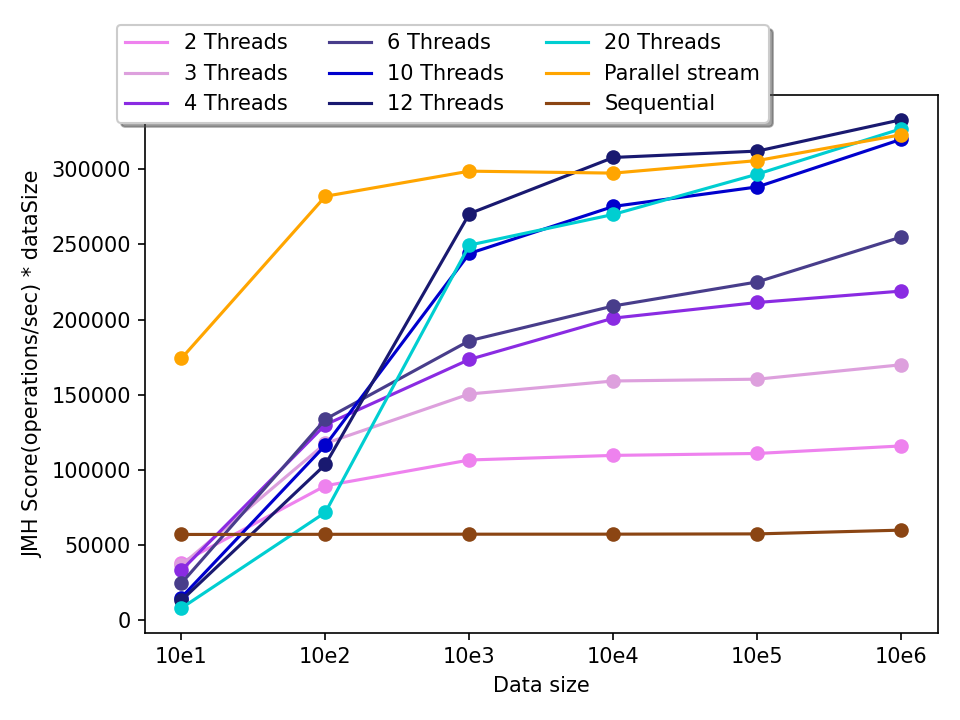 2 Threads
3 Threads
4 Threads
6 Threads
10 Threads
12 Threads
20 Threads
Parallel stream
Sequential
JMH Score(operations/sec) * dataSize
300000
250000
200000
150000
100000
50000
0
10e1 10e2 10e3 10e4 10e5 10e6
Data size